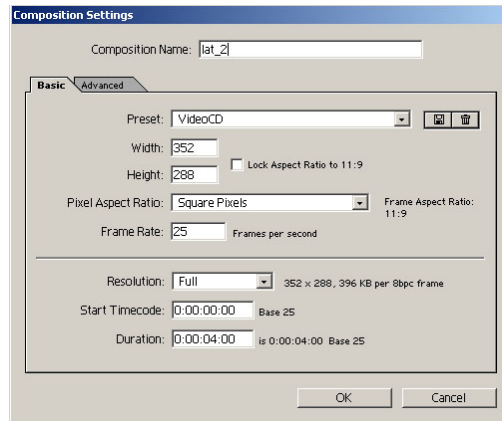 Composition Settings
Composition Name: lat_2
Basic Advanced
Preset: VideoCD
Width: 352
Lock Aspect Ratio to 11:9
Height: 288
Pixel Aspect Ratio: Square Pixels Frame Aspect Ratio:
11:9
Frame Rate: 25 Frames per second
Resolution: Full 352 x 288, 396 KB per 8bpc frame
Start Timecode: 0:00:00:00 Base 25
Duration: 0:00:04:00 is 0:00:04:00 Base 25
OK Cancel